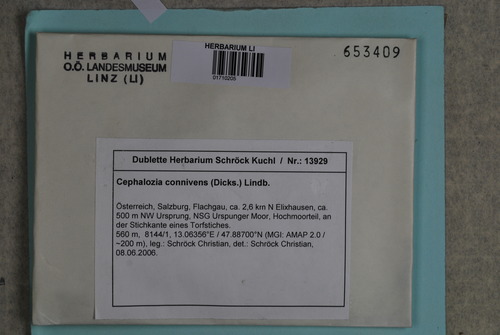 HERBARIUM
O.Ö. LANDESMUSEUM
LINZ (LI)
HERBARIUM LI
01710205
653409
Dublette Herbarium Schröck Kuchl / Nr.: 13929
Cephalozia connivens (Dicks.) Lindb.
Österreich, Salzburg, Flachgau, ca. 2,6 km N Elixhausen, ca.
500 m NW Ursprung, NSG Urspunger Moor, Hochmoorteil, an
der Stichkante eines Torfstiches.
560 m, 8144/1, 13.06356°E / 47.88700°N (MGI: AMAP 2.0 /
~200 m), leg.: Schröck Christian, det.: Schröck Christian,
08.06.2006.